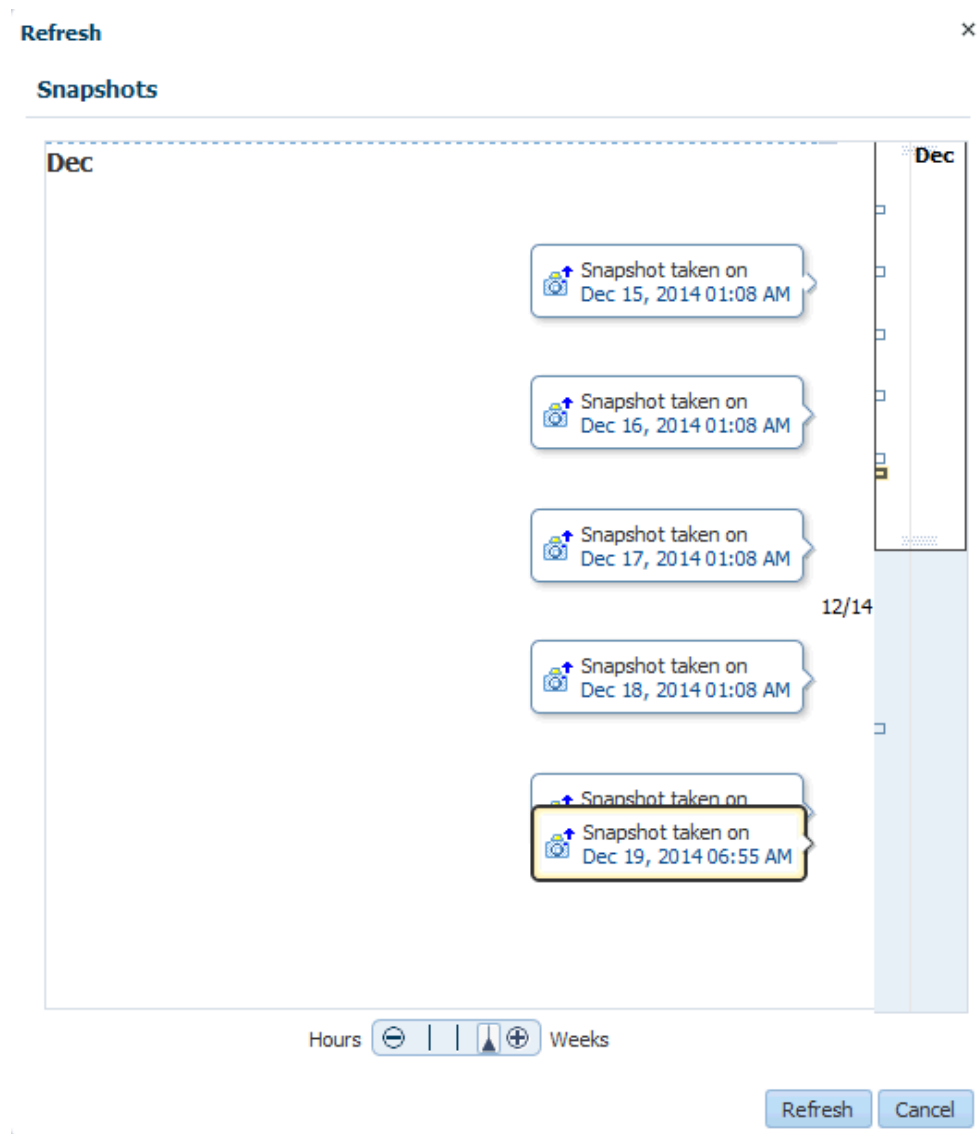 Refresh
Snapshots
Dec
Dec
Snapshot taken on
Dec 15, 2014 01:08 AM
Snapshot taken on
Dec 16, 2014 01:08 AM
Snapshot taken on
Dec 17, 2014 01:08 AM
12/14
Snapshot taken on
Dec 18, 2014 01:08 AM
Snapshot taken on
Snapshot taken on
Dec 19, 2014 06:55 AM
Hours
Weeks
Refresh
Cancel